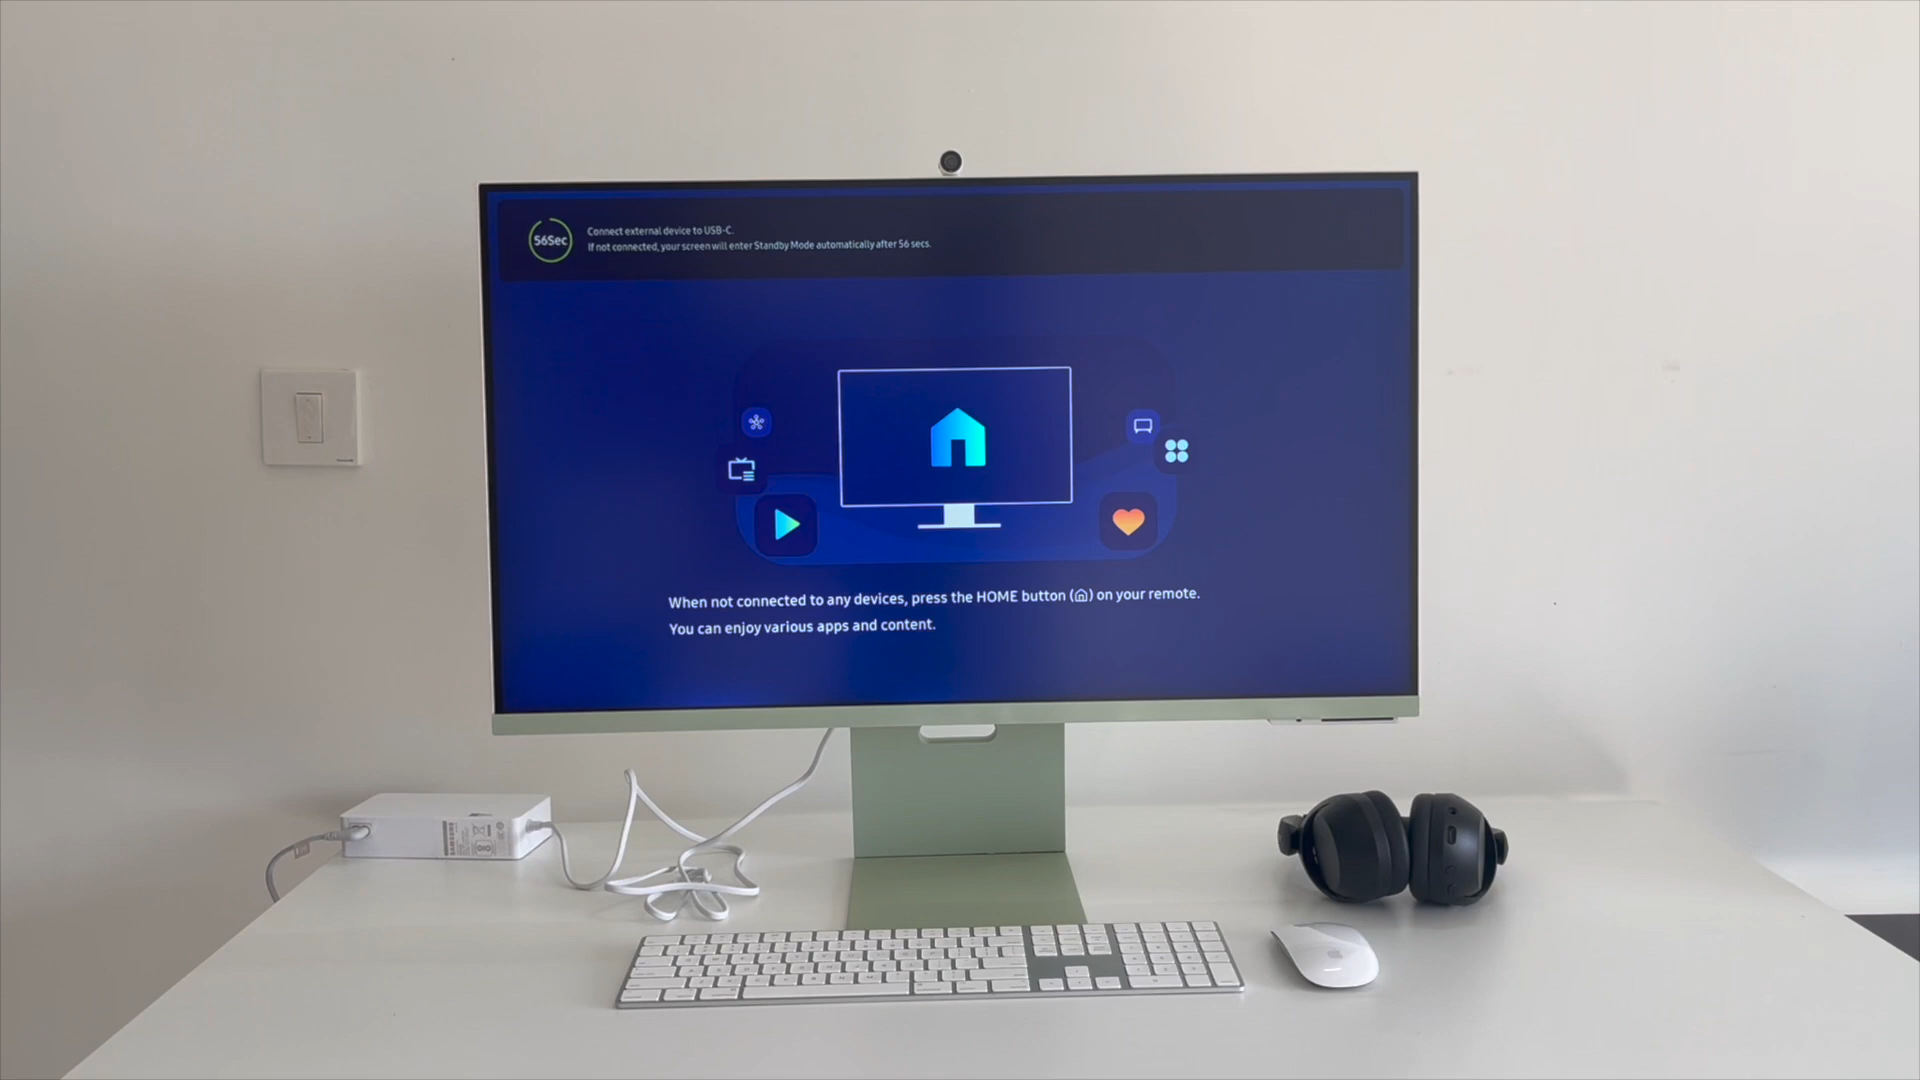 56Sec
Connect external device to USB-C.
If not connected, your screen will enter Standby Mode automatically after 56 secs.
When not connected to any devices, press the HOME button (⌂) on your remote.
You can enjoy various apps and content.
SAMSUNG